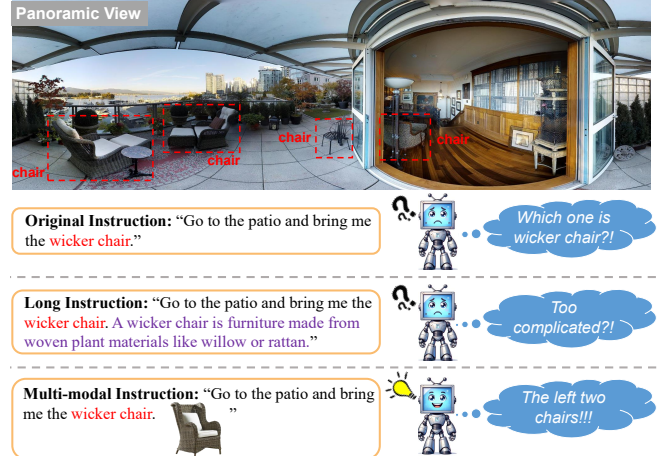 Panoramic View
chair
chair
chair
chair
Original Instruction: “Go to the patio and bring me
the wicker chair.”
Which one is
wicker chair?!
Long Instruction: “Go to the patio and bring me the
wicker chair. A wicker chair is furniture made from
woven plant materials like willow or rattan.”
Too
complicated?!
Multi-modal Instruction: “Go to the patio and bring
me the wicker chair. ”
The left two
chairs!!!